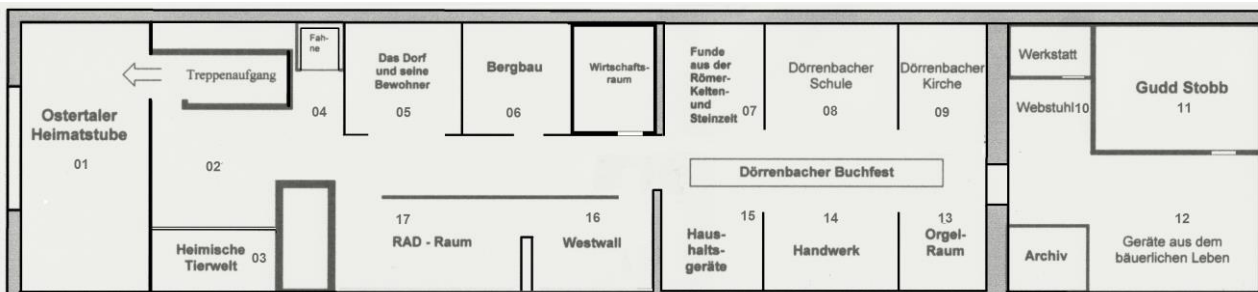 Ostertaler
Heimatstube
01
Treppenaufgang
02
Heimische
Tierwelt 03
Fah-
ne
04
Das Dorf
und seine
Bewohner
05
Bergbau
06
Wirtschafts-
raum
17
RAD - Raum
16
Westwall
Funde
aus der
Römer-
Kelten-
und 07
Steinzeit
Dörrenbacher
Schule
08
Dörrenbacher
Kirche
09
Dörrenbacher Buchfest
15
Haus-
halts-
geräte
14
Handwerk
13
Orgel-
Raum
Werkstatt
Webstuhl 10
Gudd Stobb
11
Archiv
12
Geräte aus dem
bäuerlichen Leben